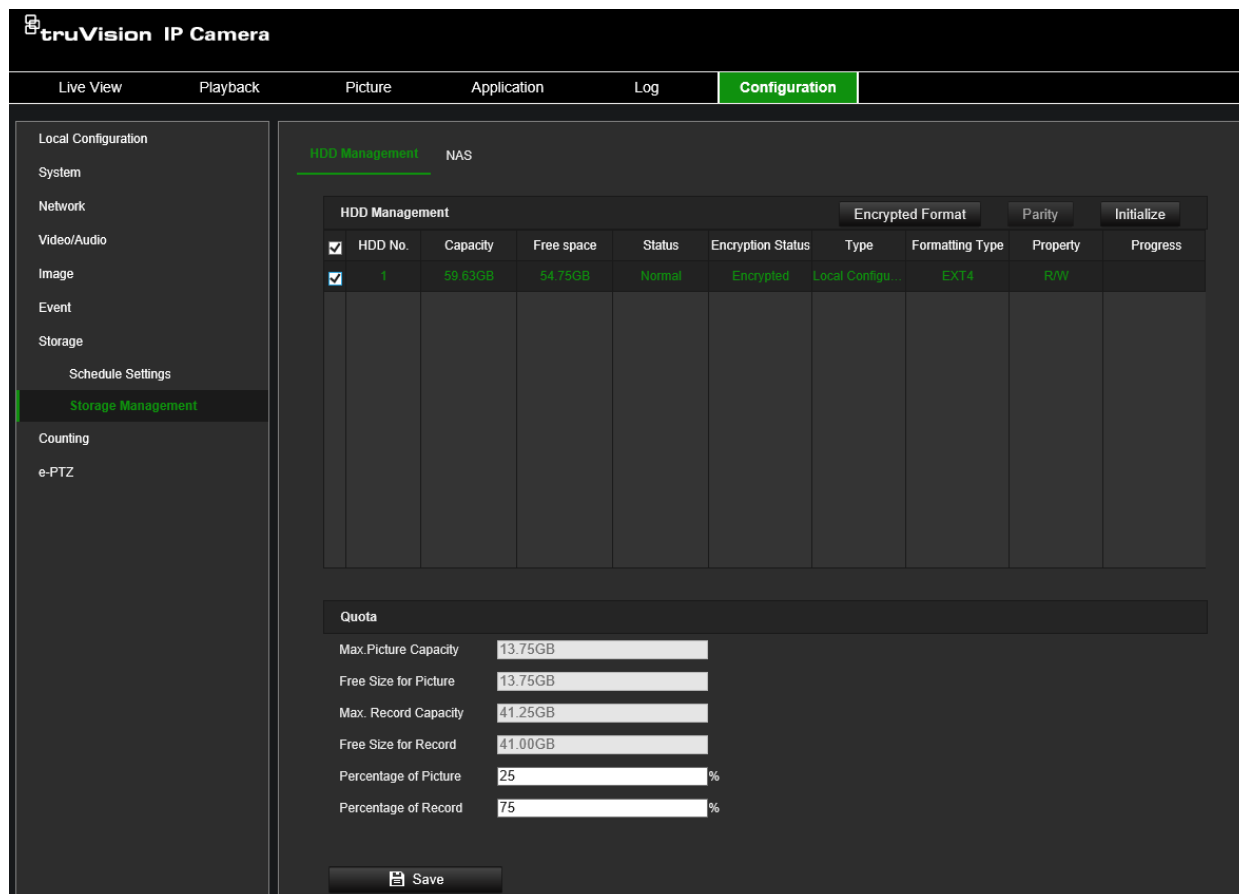 truVision IP Camera
Live View Playback Picture Application Log Configuration
Local Configuration
System
Network
Video/Audio
Image
Event
Storage
Schedule Settings
Storage Management
Counting
e-PTZ
HDD Management NAS
HDD Management Encrypted Format Parity Initialize
HDD No. Capacity Free space Status Encryption Status Type Formatting Type Property Progress
1 59.63GB 54.75GB Normal Encrypted Local Configu... EXT4 R/W
Quota
Max.Picture Capacity 13.75GB
Free Size for Picture 13.75GB
Max. Record Capacity 41.25GB
Free Size for Record 41.00GB
Percentage of Picture 25 %
Percentage of Record 75 %
Save